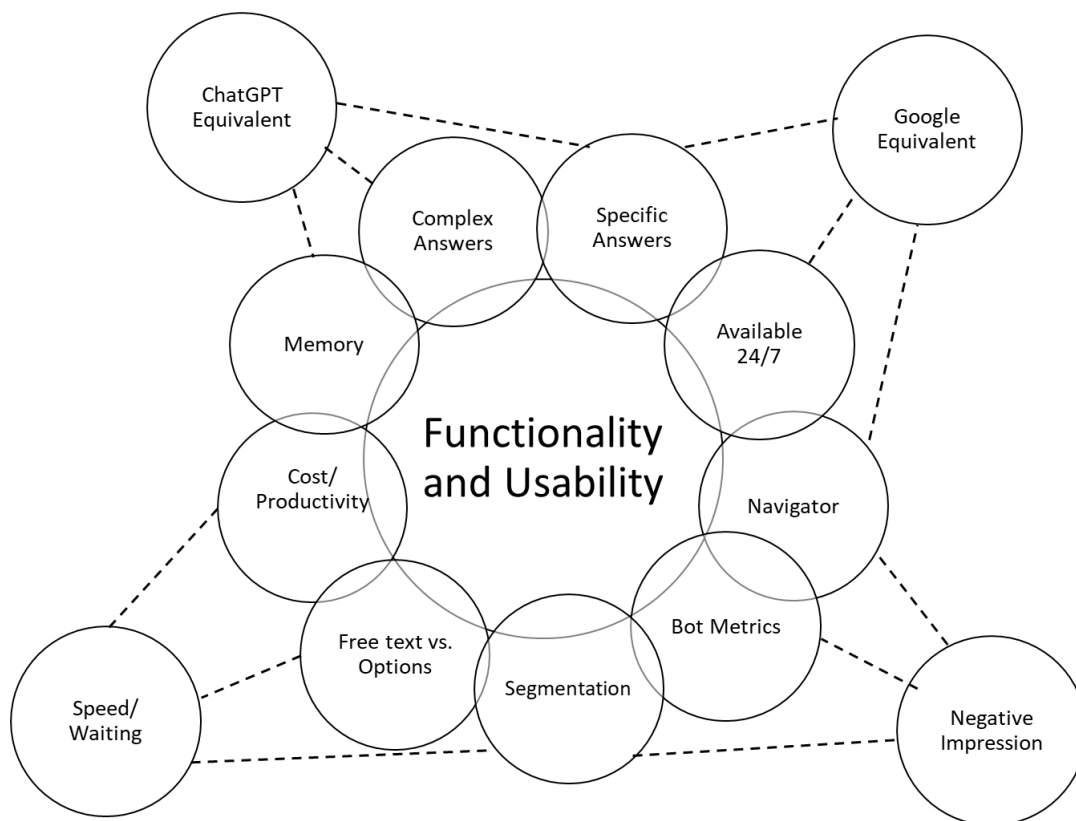 ChatGPT
Equivalent
Google
Equivalent
Complex
Answers
Specific
Answers
Memory
Available
24/7
Functionality
and Usability
Cost/
Productivity
Navigator
Free text vs.
Options
Segmentation
Bot Metrics
Speed/
Waiting
Negative
Impression